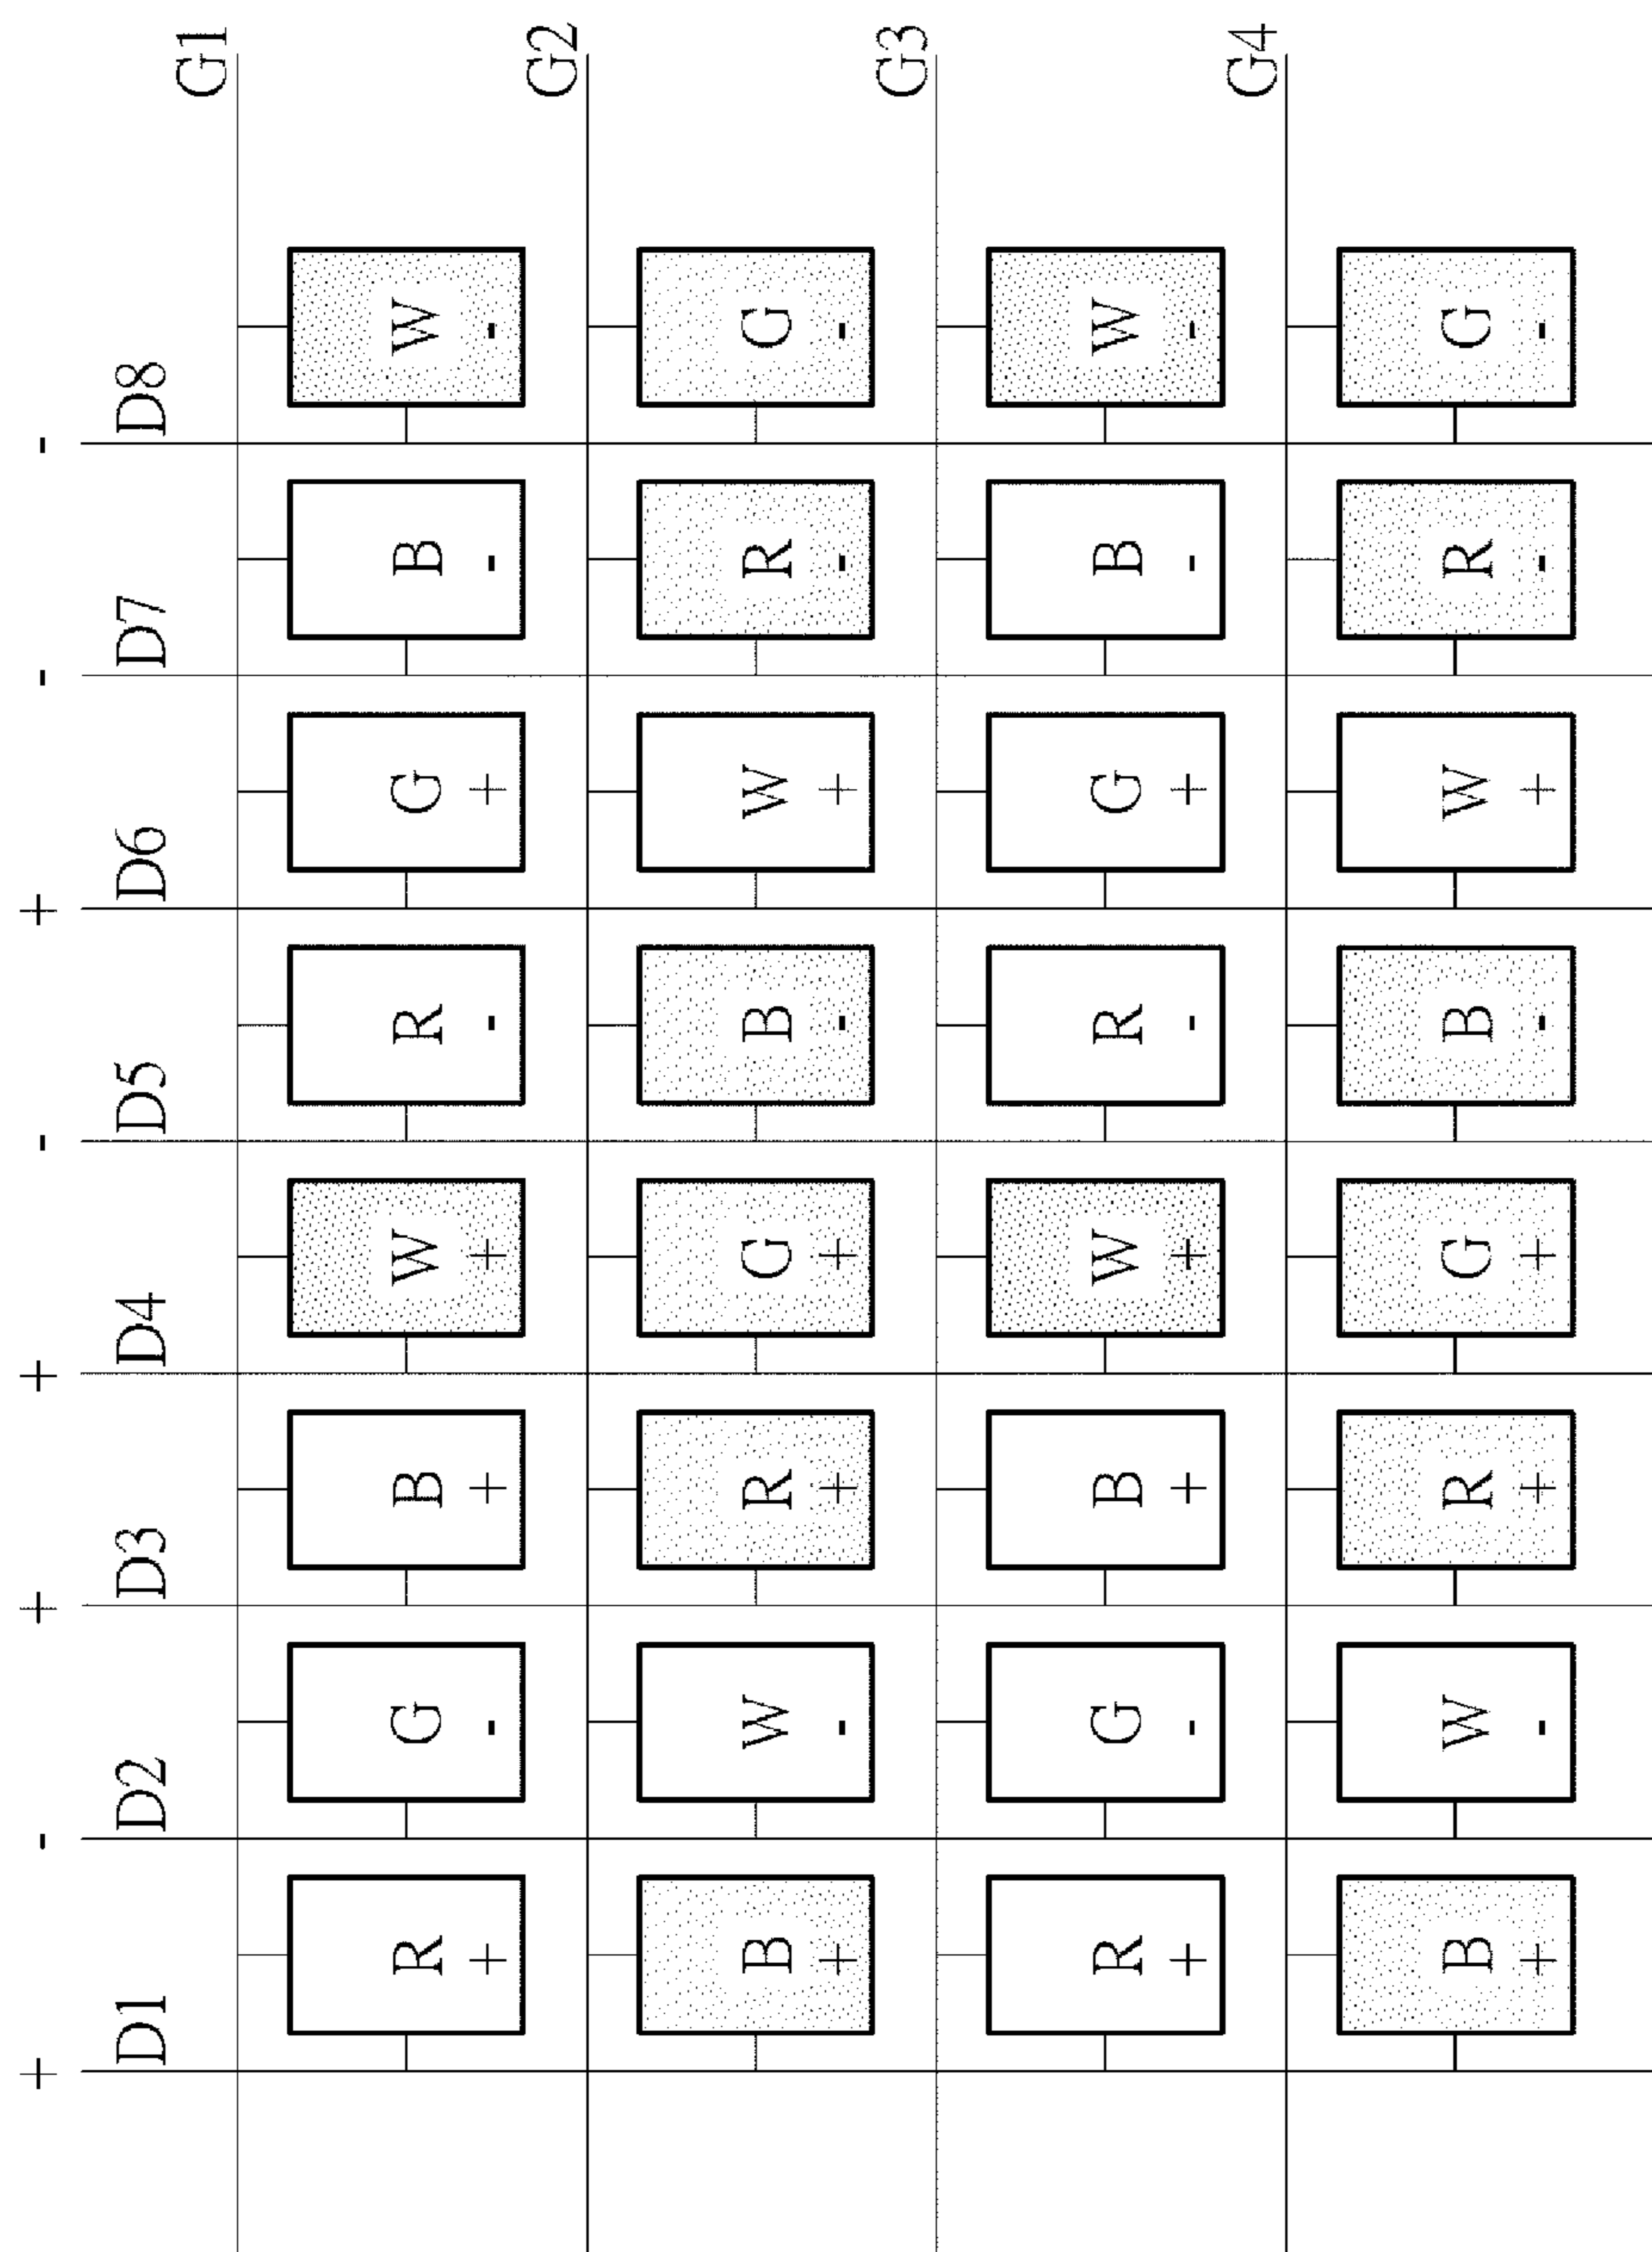 + - + + - + - -
D1 D2 D3 D4 D5 D6 D7 D8
G1
R G B W R G B W
+ - + + - + - -
G2
B W R G B W R G
+ - + + - + - -
G3
R G B W R G B W
+ - + + - + - -
G4
B W R G B W R G
+ - + + - + - -